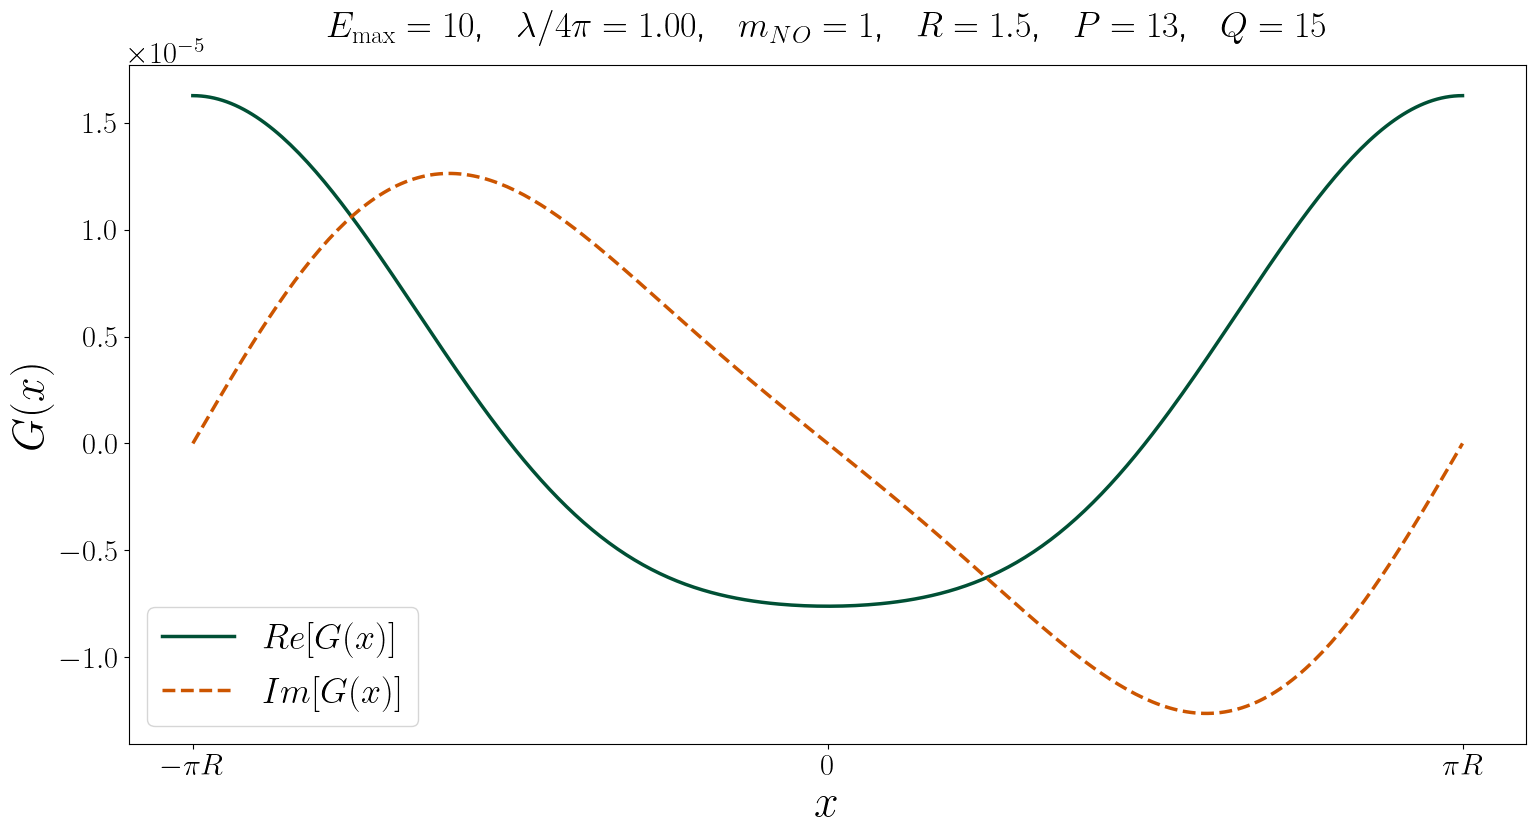 E_max = 10, λ/4π = 1.00, m_NO = 1, R = 1.5, P = 13, Q = 15
×10⁻⁵
1.5
1.0
0.5
0.0
−0.5
−1.0
G(x)
Re[G(x)]
Im[G(x)]
−πR 0 πR
x